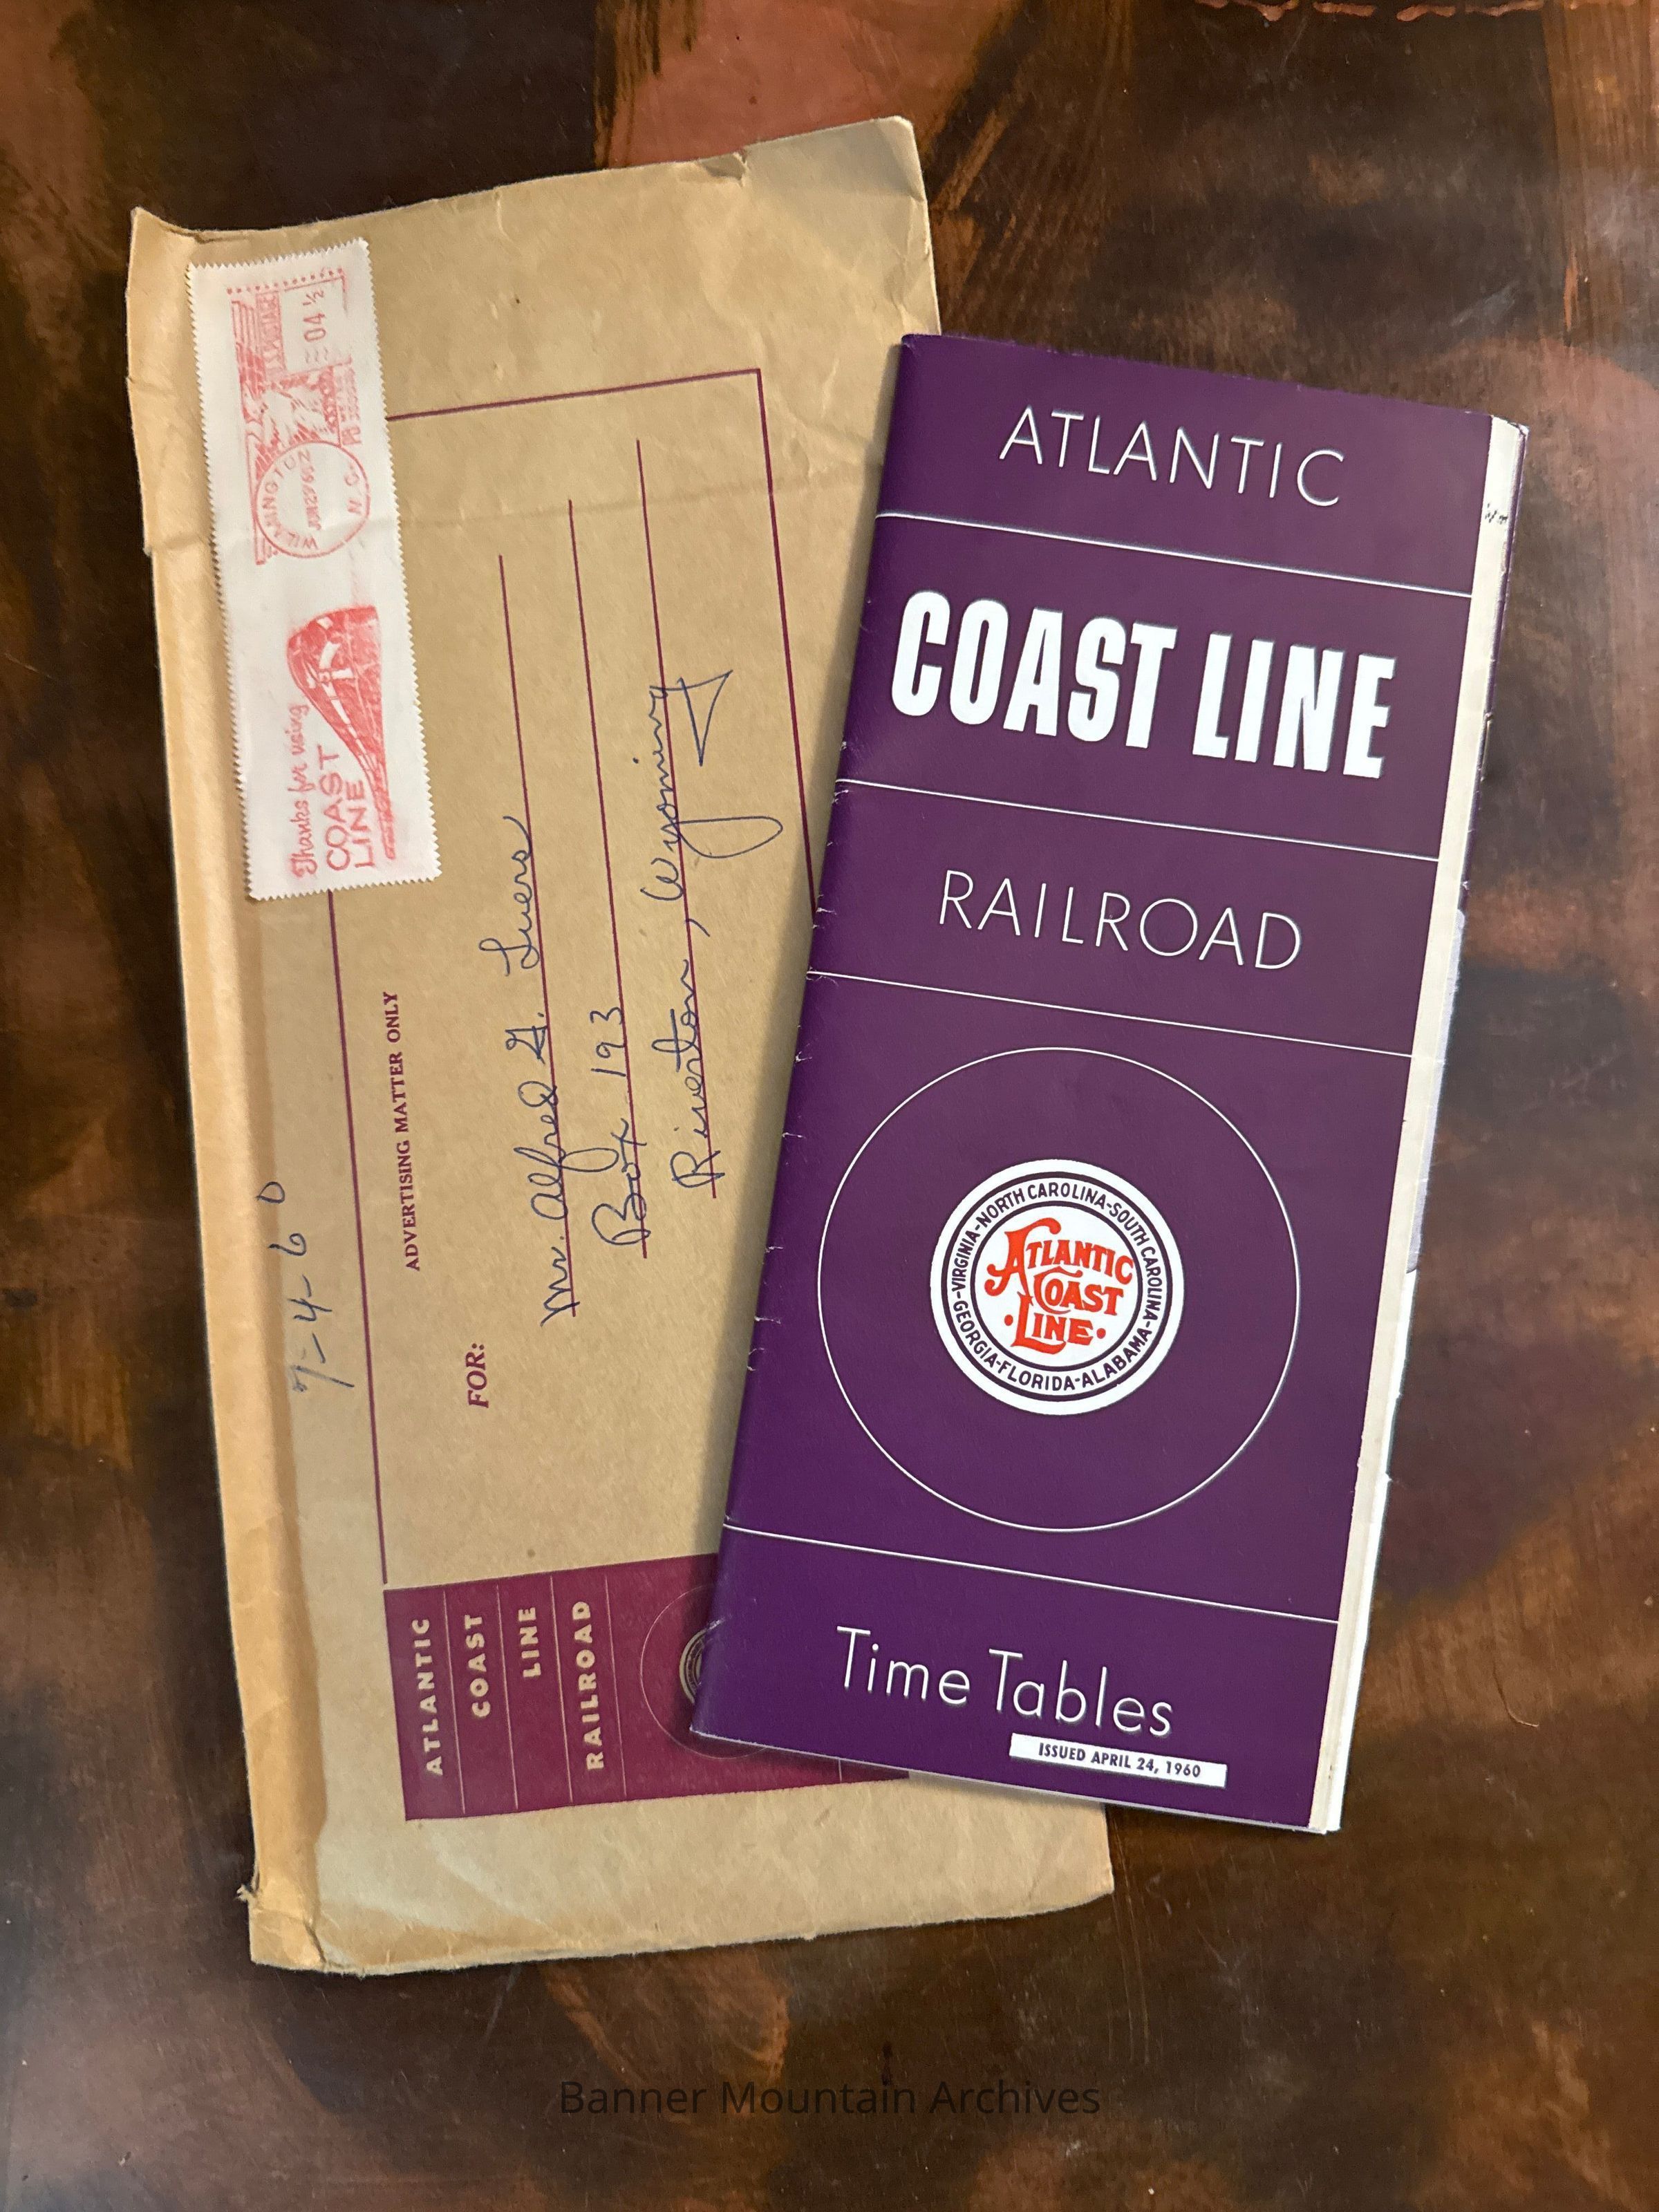 Thanks for using
COAST
LINE
WILMINGTON
N.C.
04 ½
7-4-60
ADVERTISING MATTER ONLY
FOR:
Mr. Alfred G. Luers
Box 193
Riverton, Wyoming
ATLANTIC
COAST
LINE
RAILROAD
ATLANTIC
COAST LINE
RAILROAD
VIRGINIA-NORTH CAROLINA-SOUTH CAROLINA-
GEORGIA-FLORIDA-ALABAMA-
ATLANTIC
COAST
•LINE•
Time Tables
ISSUED APRIL 24, 1960
Banner Mountain Archives